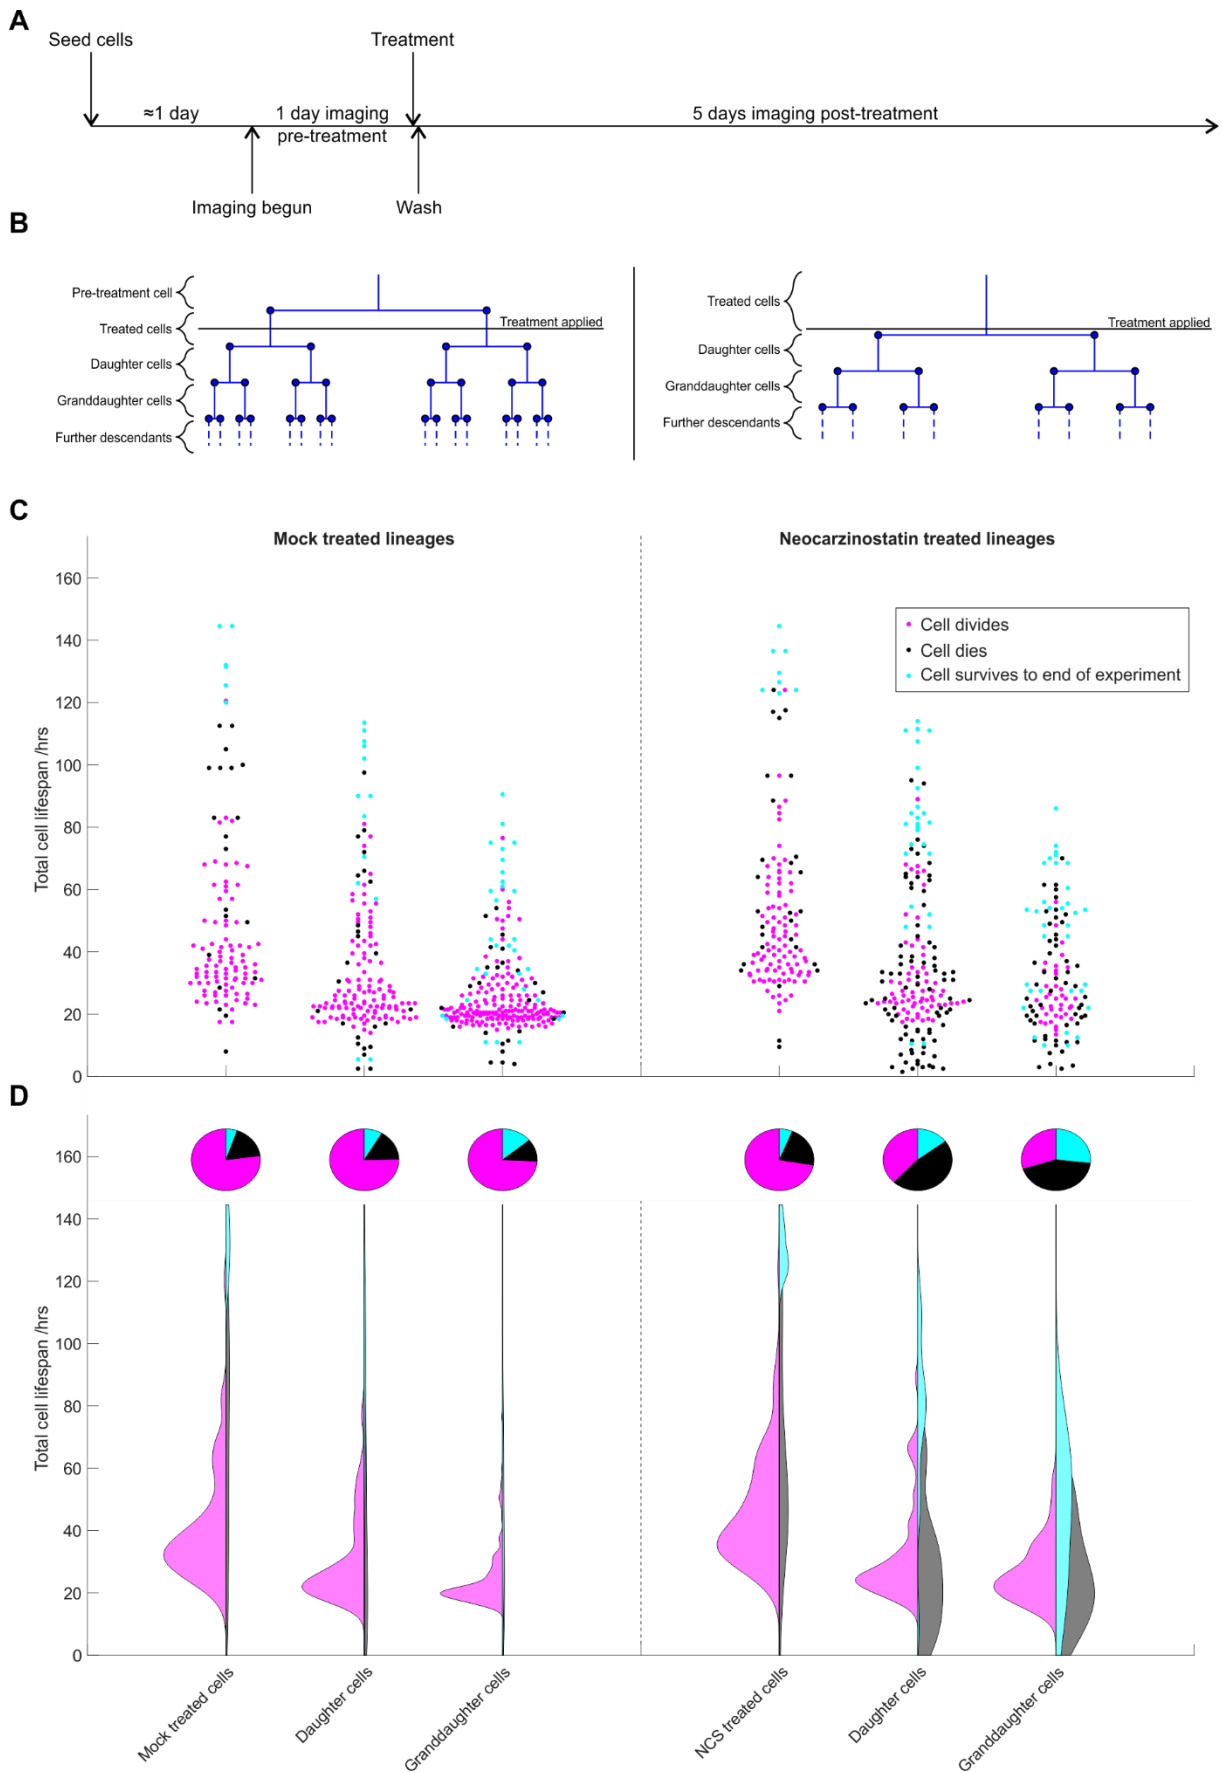 A
Seed cells
Treatment
≈1 day
1 day imaging
pre-treatment
5 days imaging post-treatment
Imaging begun
Wash
B
Pre-treatment cell
Treated cells
Treatment applied
Daughter cells
Granddaughter cells
Further descendants
Treated cells
Treatment applied
Daughter cells
Granddaughter cells
Further descendants
C
Mock treated lineages
Neocarzinostatin treated lineages
Cell divides
Cell dies
Cell survives to end of experiment
Total cell lifespan /hrs
160
140
120
100
80
60
40
20
0
D
Total cell lifespan /hrs
160
140
120
100
80
60
40
20
0
Mock treated cells
Daughter cells
Granddaughter cells
NCS treated cells
Daughter cells
Granddaughter cells